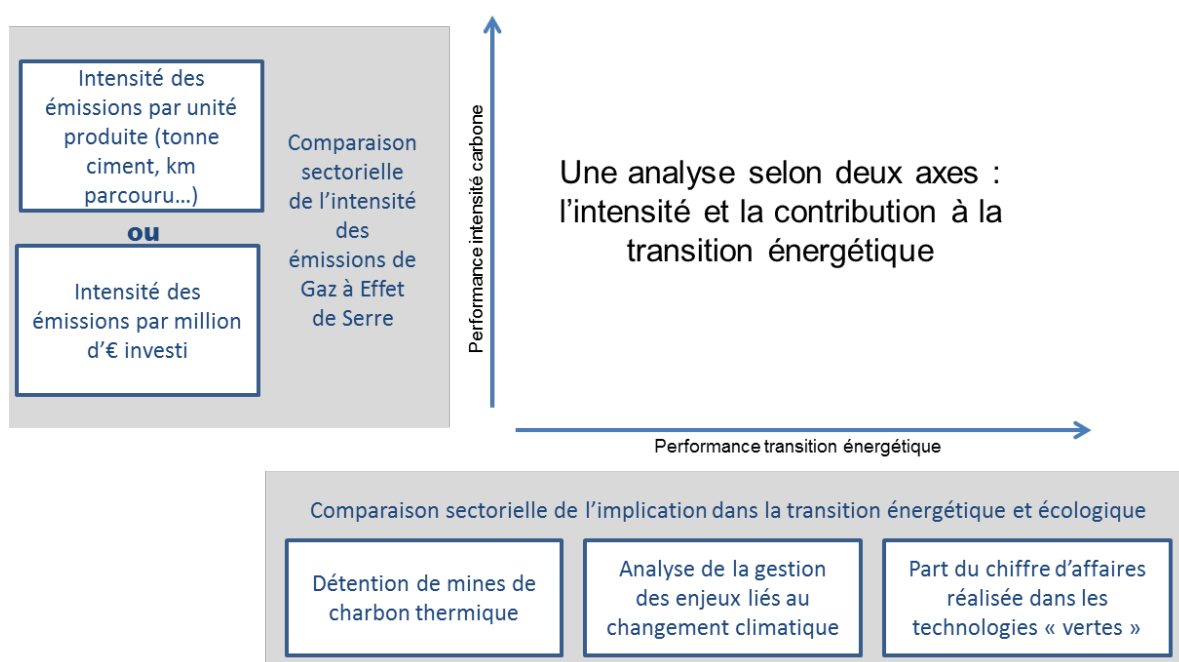 Intensité des
émissions par unité
produite (tonne
ciment, km
parcouru…)
ou
Intensité des
émissions par million
d'€ investi
Comparaison
sectorielle
de l'intensité
des
émissions de
Gaz à Effet
de Serre
Performance intensité carbone
Une analyse selon deux axes :
l'intensité et la contribution à la
transition énergétique
Performance transition énergétique
Comparaison sectorielle de l'implication dans la transition énergétique et écologique
Détention de mines de
charbon thermique
Analyse de la gestion
des enjeux liés au
changement climatique
Part du chiffre d'affaires
réalisée dans les
technologies « vertes »